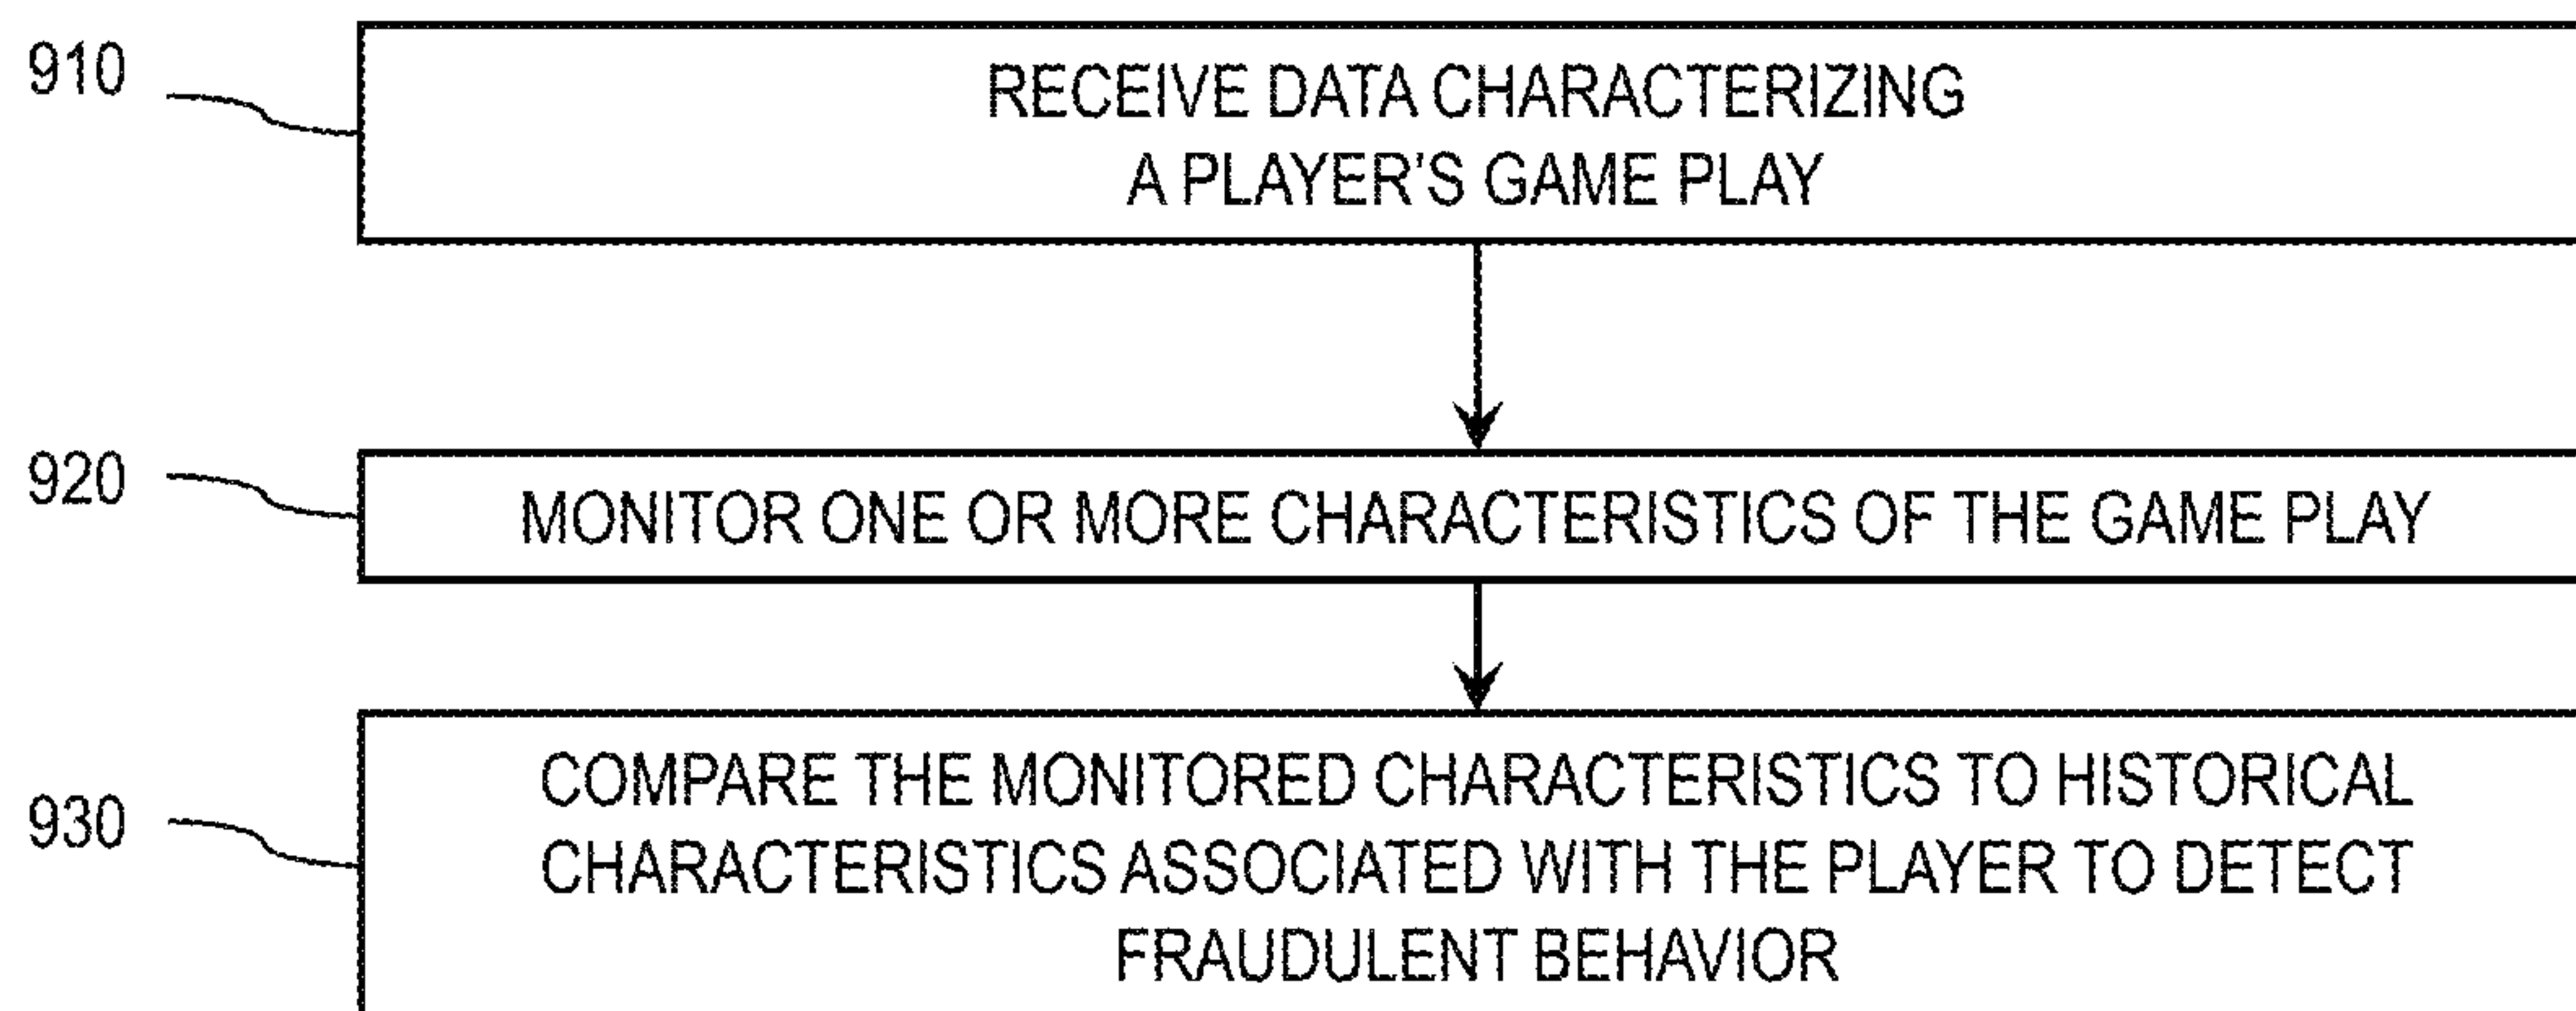 910
RECEIVE DATA CHARACTERIZING
A PLAYER'S GAME PLAY
920
MONITOR ONE OR MORE CHARACTERISTICS OF THE GAME PLAY
930
COMPARE THE MONITORED CHARACTERISTICS TO HISTORICAL
CHARACTERISTICS ASSOCIATED WITH THE PLAYER TO DETECT
FRAUDULENT BEHAVIOR